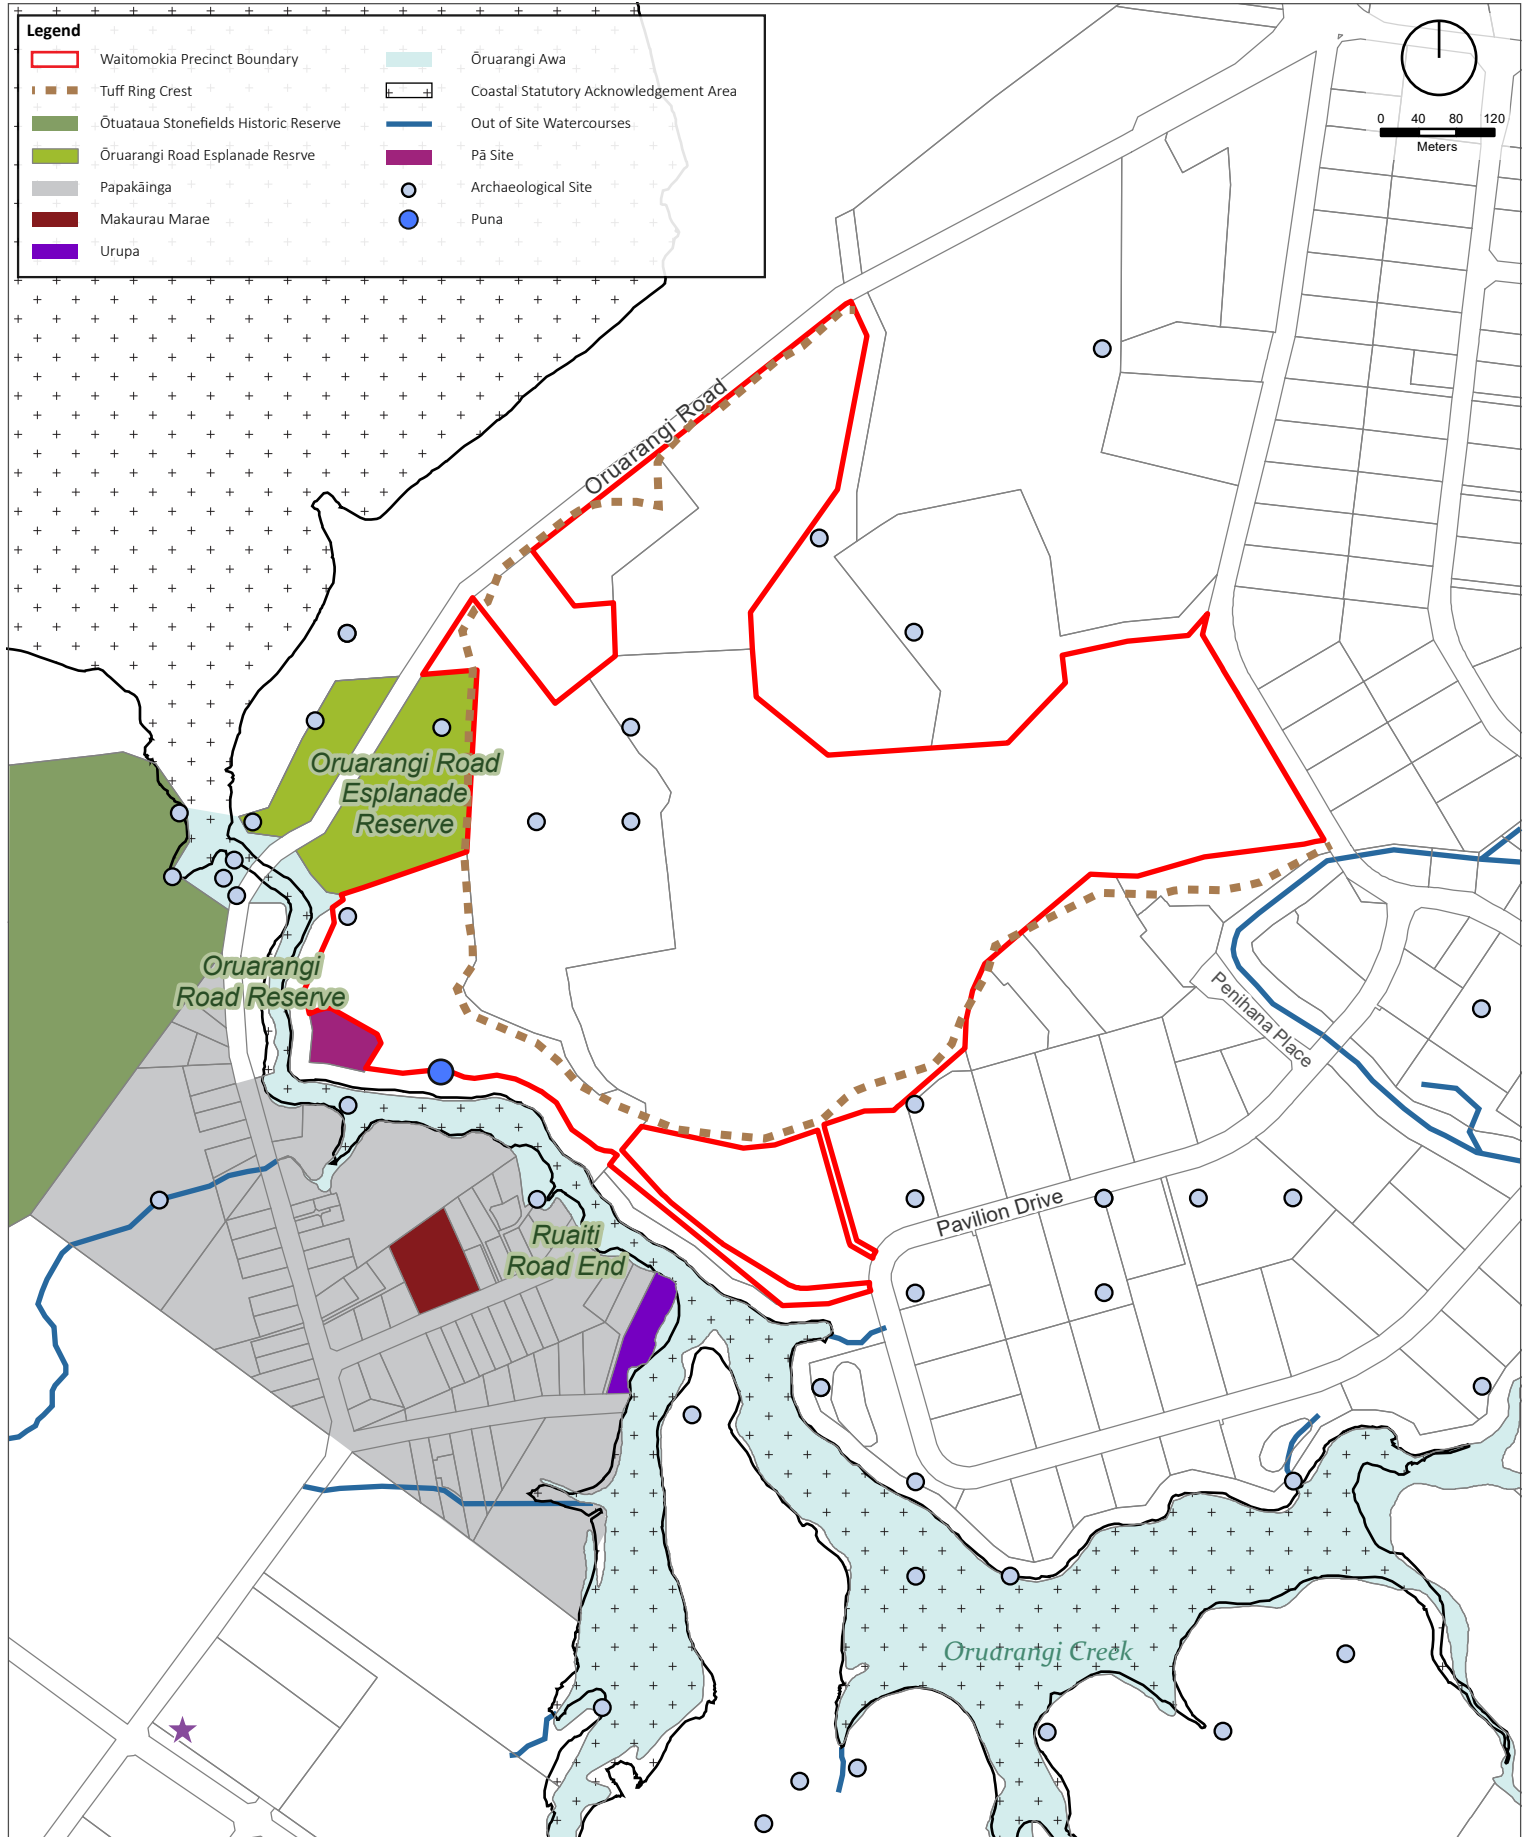 Legend
Waitomokia Precinct Boundary
Tuff Ring Crest
Ōtuataua Stonefields Historic Reserve
Ōruarangi Road Esplanade Resrve
Papakāinga
Makaurau Marae
Urupa
Ōruarangi Awa
Coastal Statutory Acknowledgement Area
Out of Site Watercourses
Pā Site
Archaeological Site
Puna
0 40 80 120
Meters
Oruarangi Road
Oruarangi Road
Esplanade
Reserve
Oruarangi
Road Reserve
Penihana Place
Pavilion Drive
Ruaiti
Road End
Oruarangi Creek